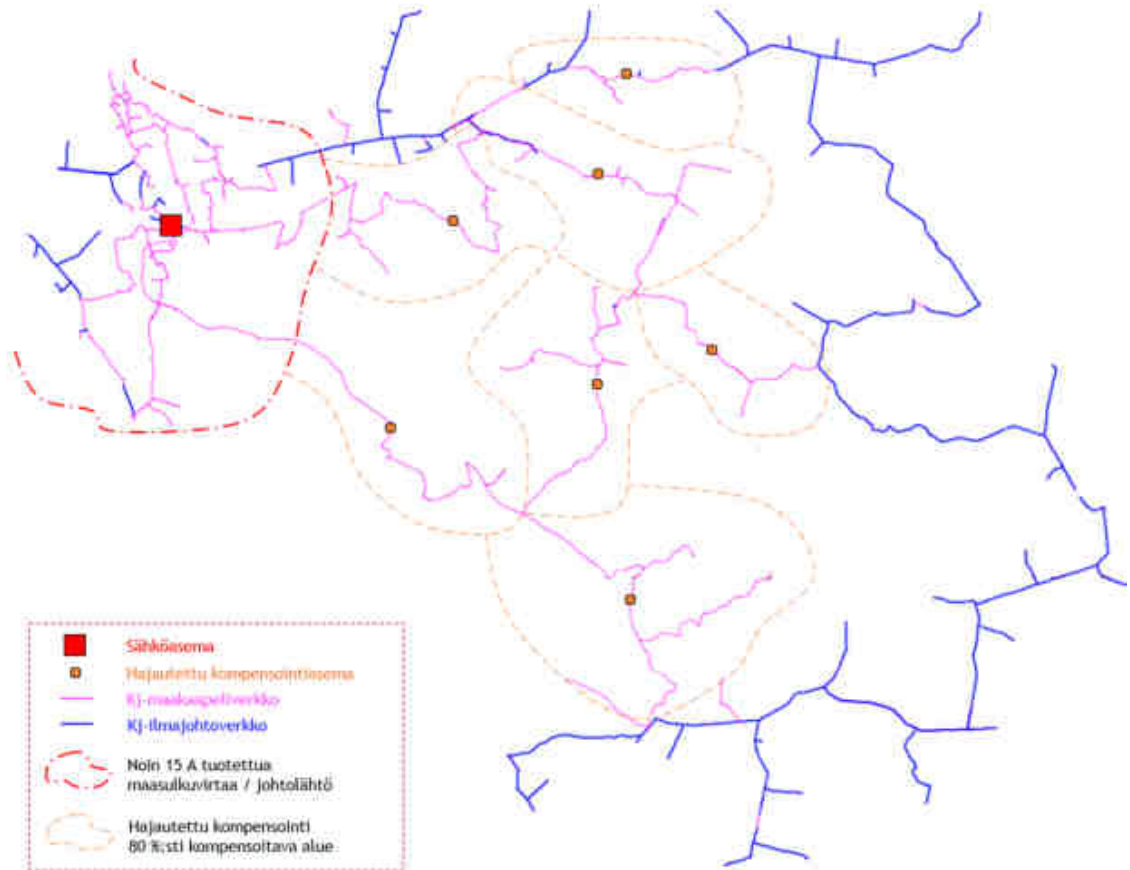 Sähköasema
Hajautettu kompensointiasema
Kj-maakaapeliverkko
Kj-ilmajohtoverkko
Noin 15 A tuotettua
maasulkuvirtaa / johtolähtö
Hajautettu kompensointi
80 %:sti kompensoitava alue